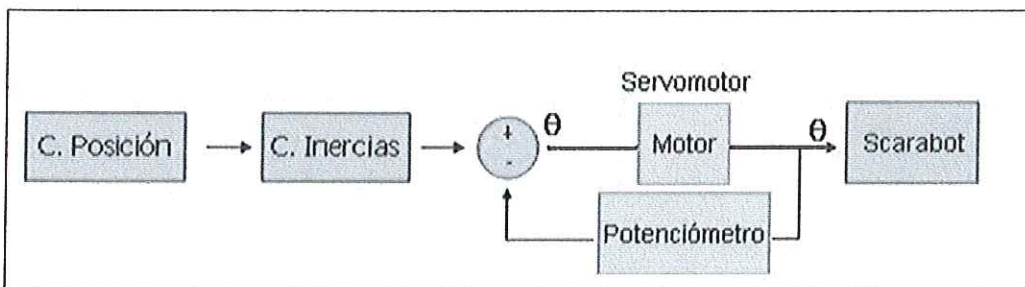 Servomotor
C. Posición
C. Inercias
+
-
θ
Motor
θ
Scarabot
Potenciómetro